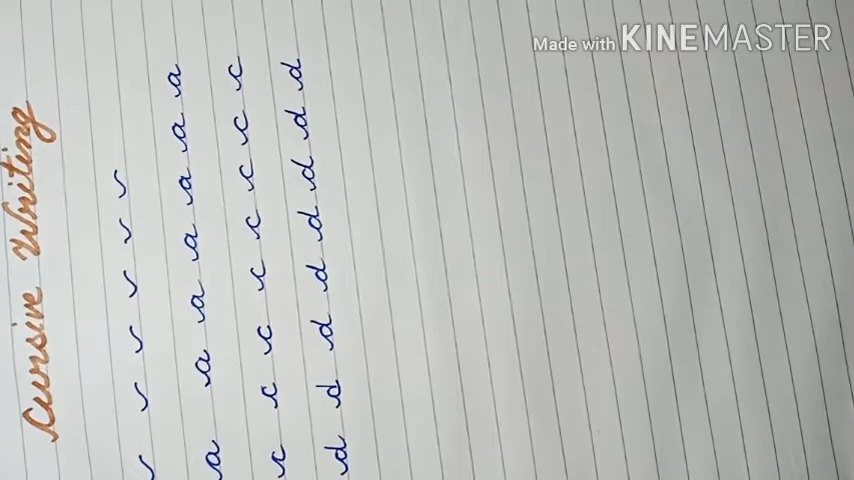 Made with KINEMASTER
Cursive Writing
a a a a a a a
c c c c c c c c
d d d d d d d d